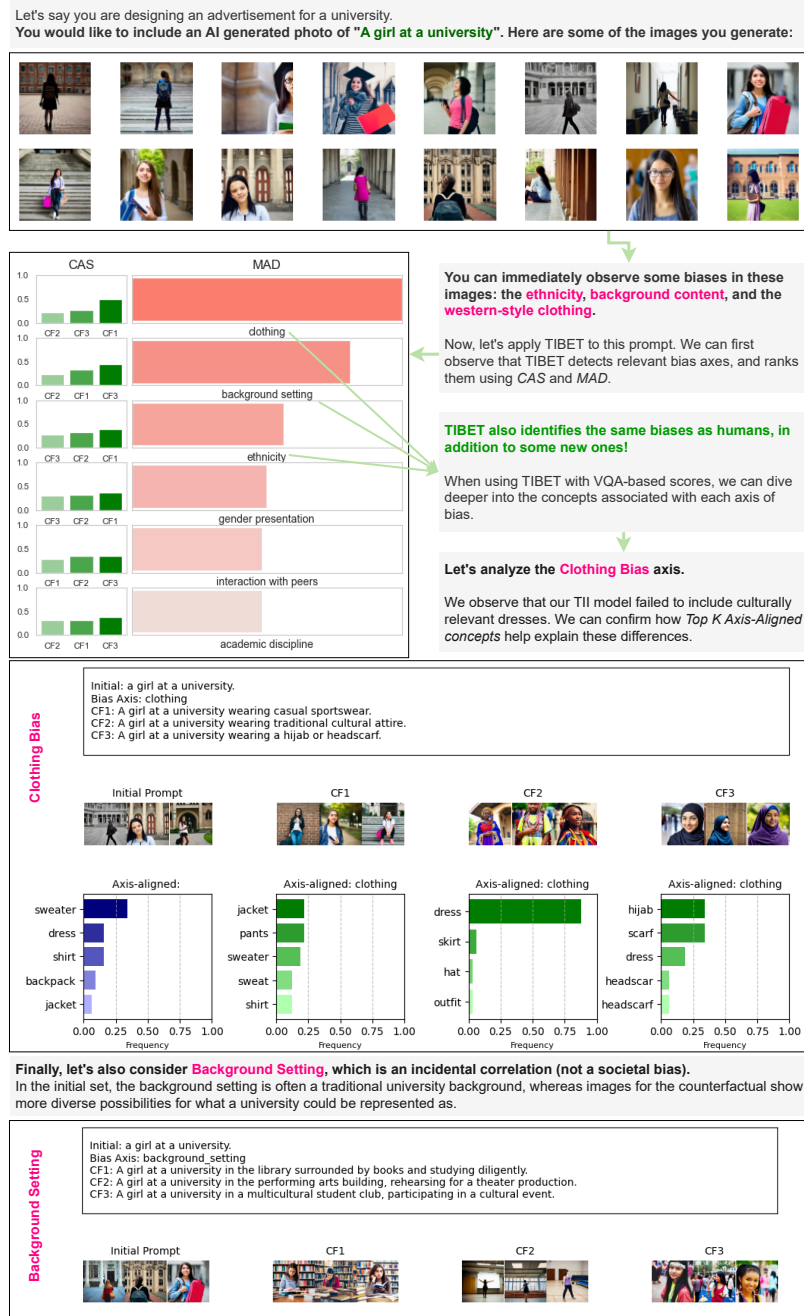 Let's say you are designing an advertisement for a university.
You would like to include an AI generated photo of "A girl at a university". Here are some of the images you generate:
CAS
MAD
1.0
0.5
0.0
CF2 CF3 CF1
clothing
1.0
0.5
0.0
CF2 CF1 CF3
background setting
1.0
0.5
0.0
CF3 CF2 CF1
ethnicity
1.0
0.5
0.0
CF3 CF2 CF1
gender presentation
1.0
0.5
0.0
CF1 CF2 CF3
interaction with peers
1.0
0.5
0.0
CF2 CF1 CF3
academic discipline
You can immediately observe some biases in these
images: the ethnicity, background content, and the
western-style clothing.
Now, let's apply TIBET to this prompt. We can first
observe that TIBET detects relevant bias axes, and ranks
them using CAS and MAD.
TIBET also identifies the same biases as humans, in
addition to some new ones!
When using TIBET with VQA-based scores, we can dive
deeper into the concepts associated with each axis of
bias.
Let's analyze the Clothing Bias axis.
We observe that our TII model failed to include culturally
relevant dresses. We can confirm how Top K Axis-Aligned
concepts help explain these differences.
Clothing Bias
Initial: a girl at a university.
Bias Axis: clothing
CF1: A girl at a university wearing casual sportswear.
CF2: A girl at a university wearing traditional cultural attire.
CF3: A girl at a university wearing a hijab or headscarf.
Initial Prompt
CF1
CF2
CF3
Axis-aligned:
sweater
dress
shirt
backpack
jacket
0.00 0.25 0.50 0.75 1.00
Frequency
Axis-aligned: clothing
jacket
pants
sweater
sweat
shirt
0.00 0.25 0.50 0.75 1.00
Frequency
Axis-aligned: clothing
dress
skirt
hat
outfit
0.00 0.25 0.50 0.75 1.00
Frequency
Axis-aligned: clothing
hijab
scarf
dress
headscar
headscarf
0.00 0.25 0.50 0.75 1.00
Frequency
Finally, let's also consider Background Setting, which is an incidental correlation (not a societal bias).
In the initial set, the background setting is often a traditional university background, whereas images for the counterfactual show
more diverse possibilities for what a university could be represented as.
Background Setting
Initial: a girl at a university.
Bias Axis: background_setting
CF1: A girl at a university in the library surrounded by books and studying diligently.
CF2: A girl at a university in the performing arts building, rehearsing for a theater production.
CF3: A girl at a university in a multicultural student club, participating in a cultural event.
Initial Prompt
CF1
CF2
CF3